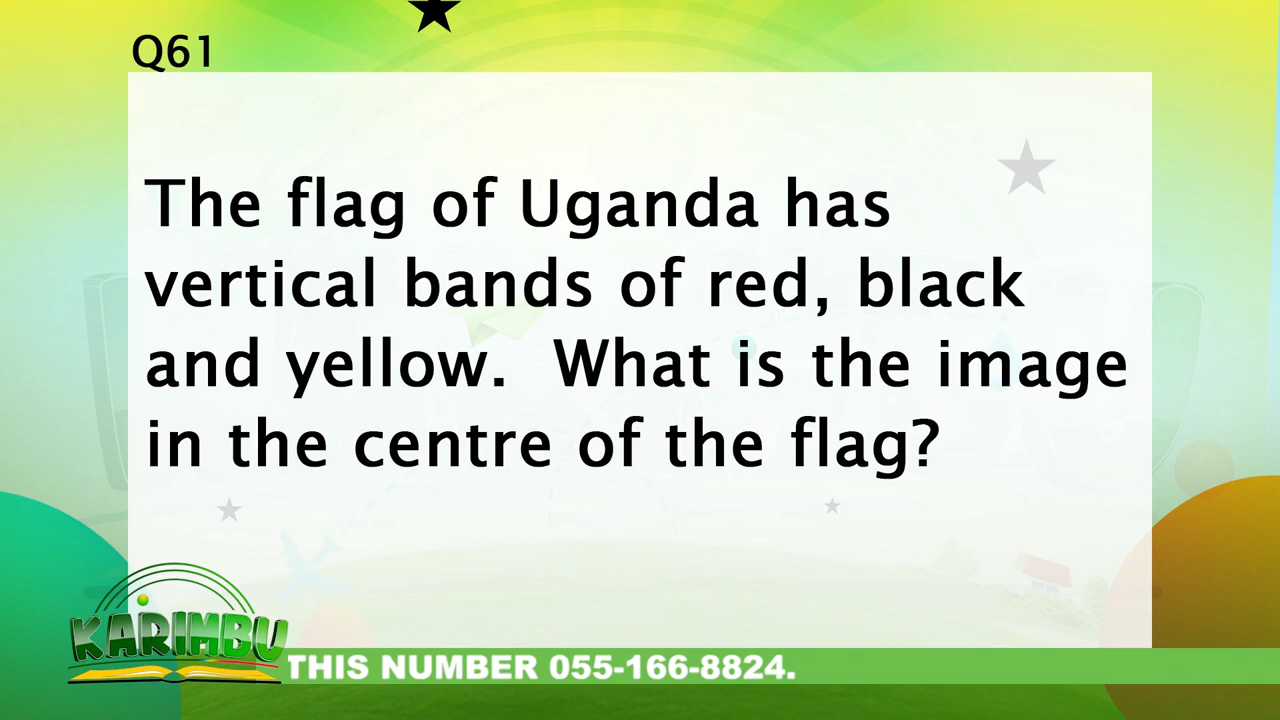 Q61
The flag of Uganda has
vertical bands of red, black
and yellow.  What is the image
in the centre of the flag?
KARIMBU
THIS NUMBER 055-166-8824.